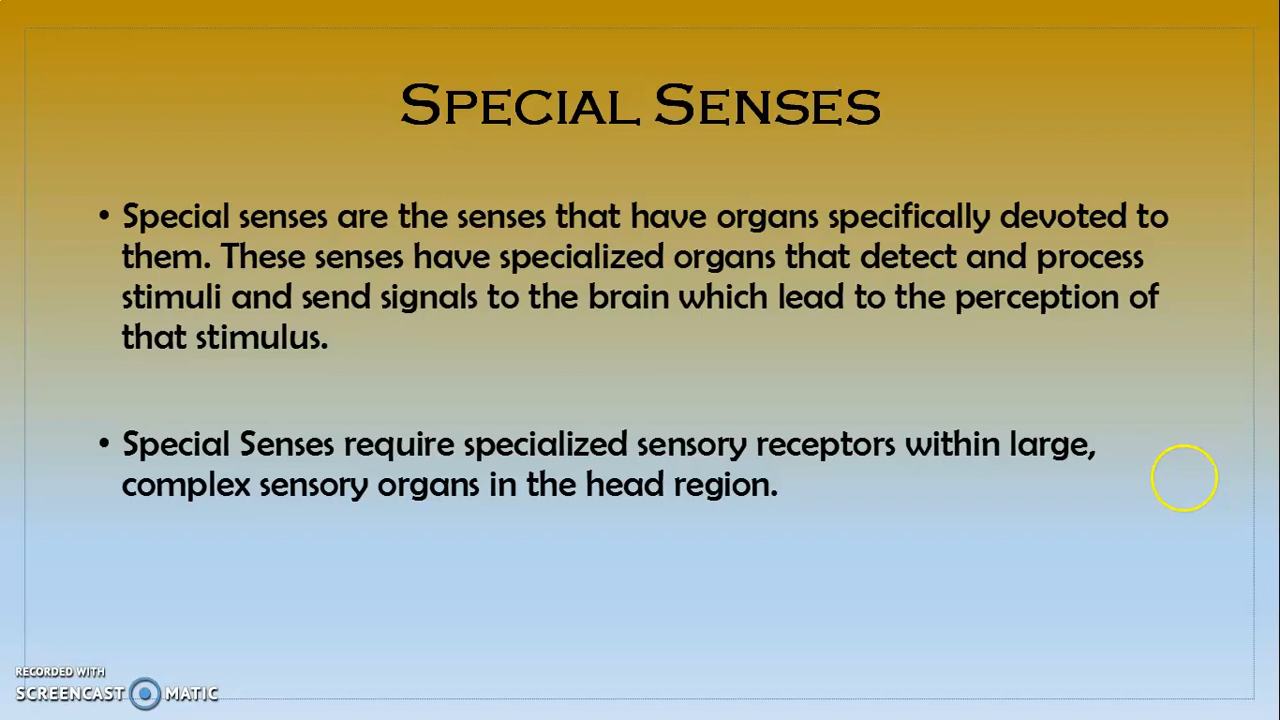 Special Senses
• Special senses are the senses that have organs specifically devoted to
them. These senses have specialized organs that detect and process
stimuli and send signals to the brain which lead to the perception of
that stimulus.
• Special Senses require specialized sensory receptors within large,
complex sensory organs in the head region.
RECORDED WITH
SCREENCAST MATIC